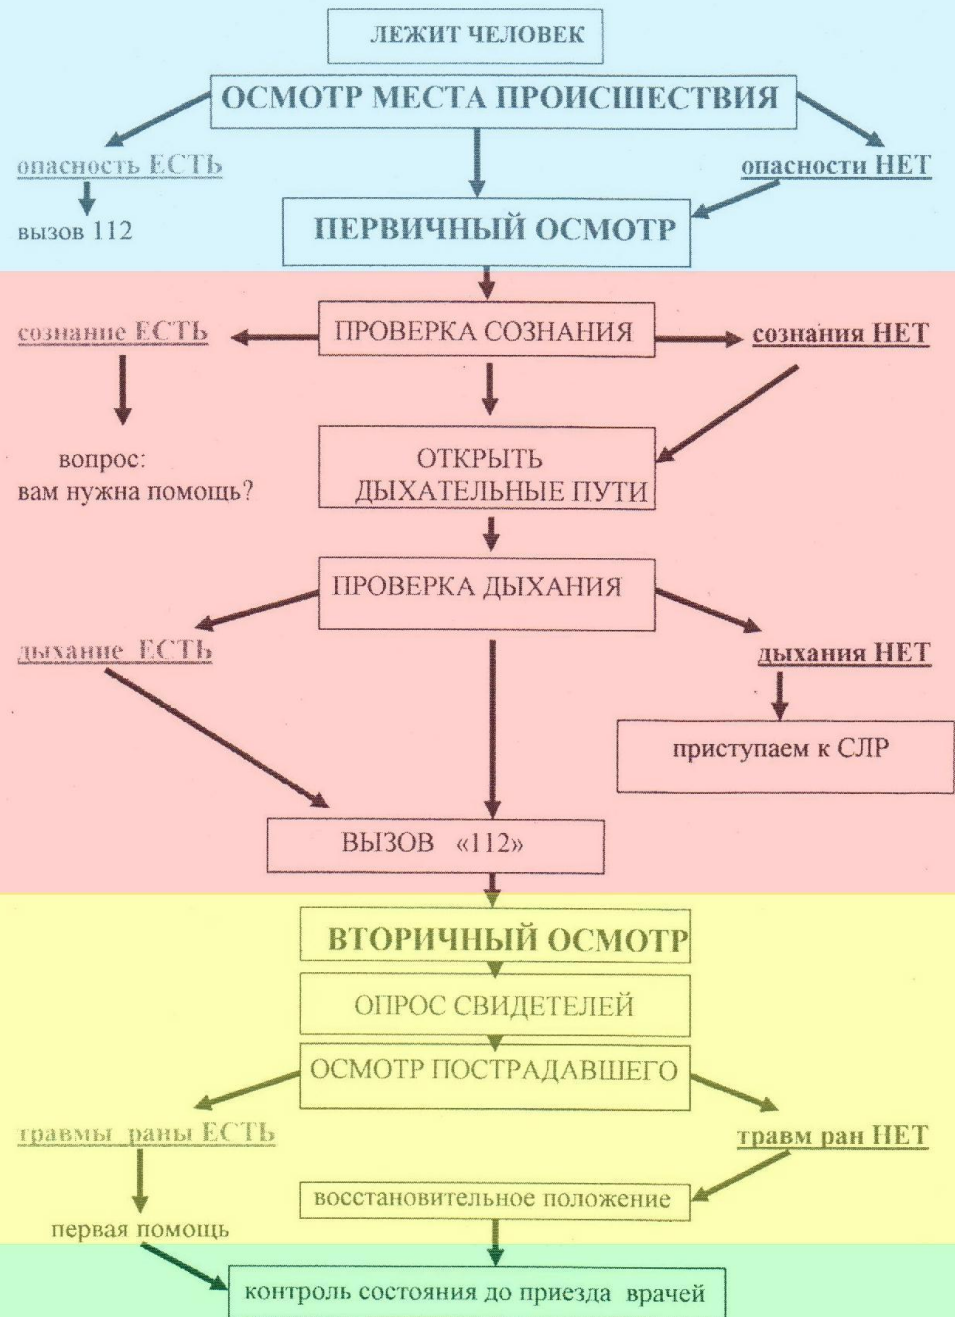 ЛЕЖИТ ЧЕЛОВЕК
ОСМОТР МЕСТА ПРОИСШЕСТВИЯ
опасность ЕСТЬ
опасности НЕТ
вызов 112
ПЕРВИЧНЫЙ ОСМОТР
сознание ЕСТЬ
ПРОВЕРКА СОЗНАНИЯ
сознания НЕТ
вопрос:
вам нужна помощь?
ОТКРЫТЬ
ДЫХАТЕЛЬНЫЕ ПУТИ
ПРОВЕРКА ДЫХАНИЯ
дыхание ЕСТЬ
дыхания НЕТ
приступаем к СЛР
ВЫЗОВ «112»
ВТОРИЧНЫЙ ОСМОТР
ОПРОС СВИДЕТЕЛЕЙ
ОСМОТР ПОСТРАДАВШЕГО
травмы раны ЕСТЬ
травм ран НЕТ
восстановительное положение
первая помощь
контроль состояния до приезда врачей